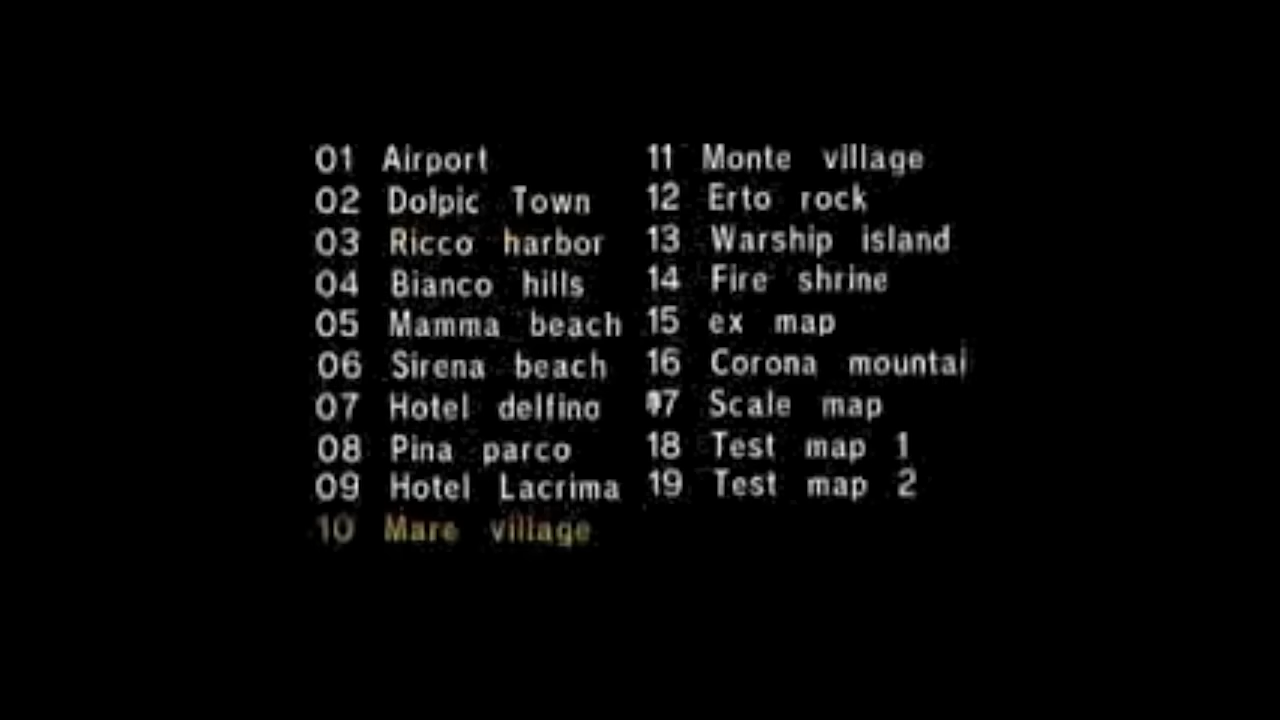 01 Airport
02 Dolpic Town
03 Ricco harbor
04 Bianco hills
05 Mamma beach
06 Sirena beach
07 Hotel delfino
08 Pina parco
09 Hotel Lacrima
10 Mare village
11 Monte village
12 Erto rock
13 Warship island
14 Fire shrine
15 ex map
16 Corona mountai
17 Scale map
18 Test map 1
19 Test map 2